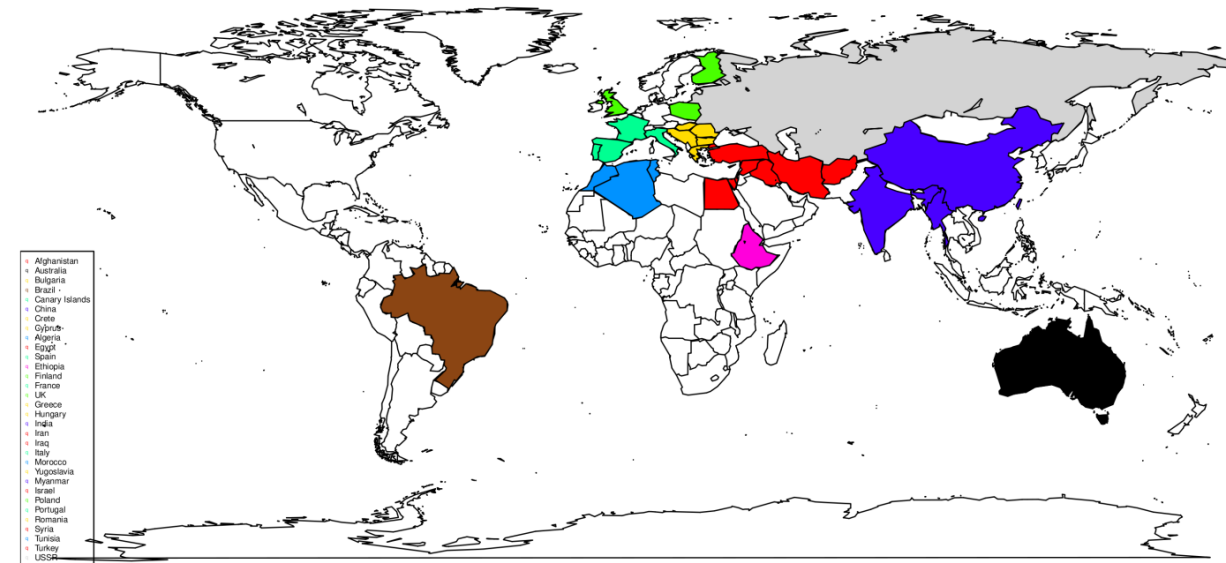 Afghanistan
Australia
Bulgaria
Brazil
Canary Islands
China
Crete
Cyprus
Algeria
Egypt
Spain
Ethiopia
Finland
France
UK
Greece
Hungary
India
Iran
Iraq
Italy
Morocco
Yugoslavia
Myanmar
Israel
Poland
Portugal
Romania
Syria
Tunisia
Turkey
USSR